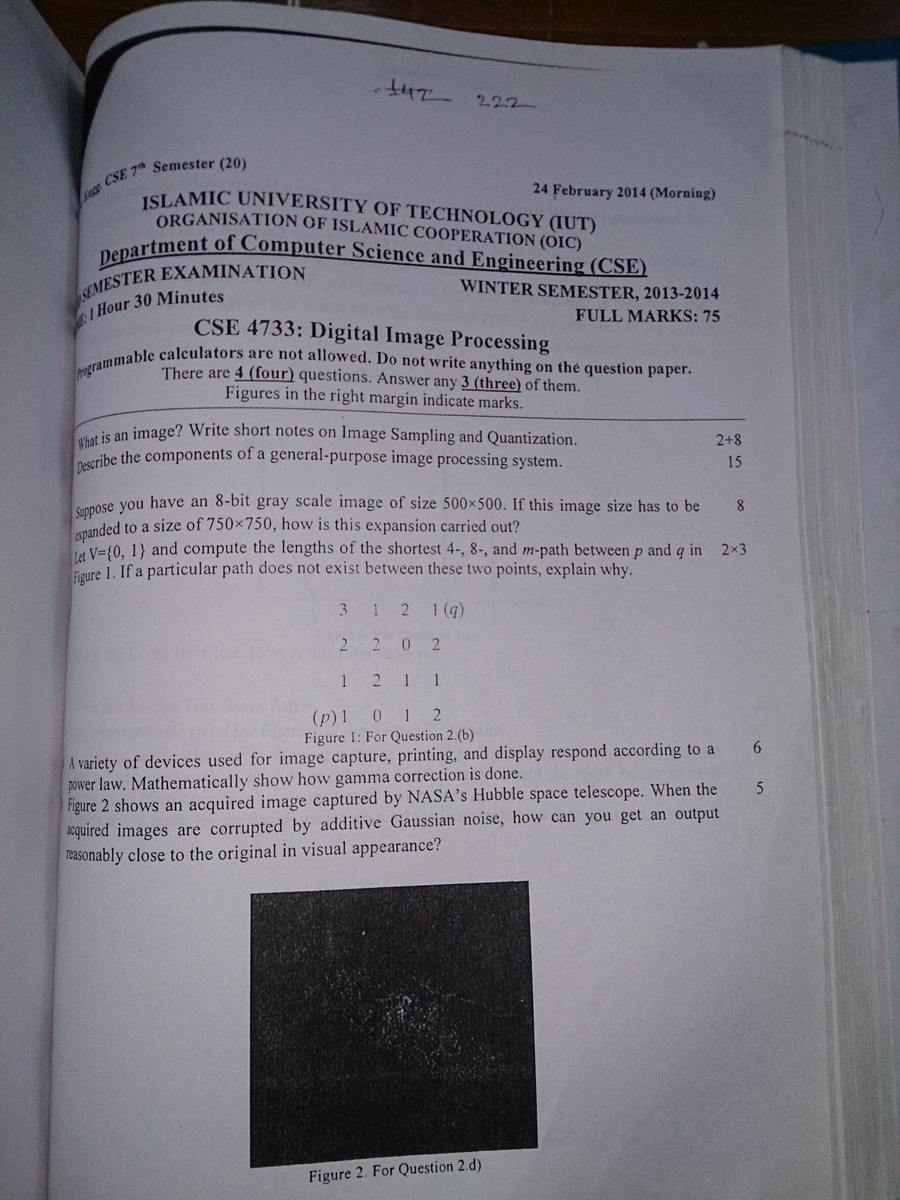 142 222
Engg. CSE 7th Semester (20)
24 February 2014 (Morning)
ISLAMIC UNIVERSITY OF TECHNOLOGY (IUT)
ORGANISATION OF ISLAMIC COOPERATION (OIC)
Department of Computer Science and Engineering (CSE)
SEMESTER EXAMINATION WINTER SEMESTER, 2013-2014
: 1 Hour 30 Minutes FULL MARKS: 75
CSE 4733: Digital Image Processing
Programmable calculators are not allowed. Do not write anything on the question paper.
There are 4 (four) questions. Answer any 3 (three) of them.
Figures in the right margin indicate marks.
What is an image? Write short notes on Image Sampling and Quantization. 2+8
Describe the components of a general-purpose image processing system. 15
Suppose you have an 8-bit gray scale image of size 500×500. If this image size has to be 8
expanded to a size of 750×750, how is this expansion carried out?
Let V={0, 1} and compute the lengths of the shortest 4-, 8-, and m-path between p and q in 2×3
Figure 1. If a particular path does not exist between these two points, explain why.
3 1 2 1 (q)
2 2 0 2
1 2 1 1
(p) 1 0 1 2
Figure 1: For Question 2.(b)
A variety of devices used for image capture, printing, and display respond according to a 6
power law. Mathematically show how gamma correction is done.
Figure 2 shows an acquired image captured by NASA's Hubble space telescope. When the 5
acquired images are corrupted by additive Gaussian noise, how can you get an output
reasonably close to the original in visual appearance?
Figure 2. For Question 2.d)